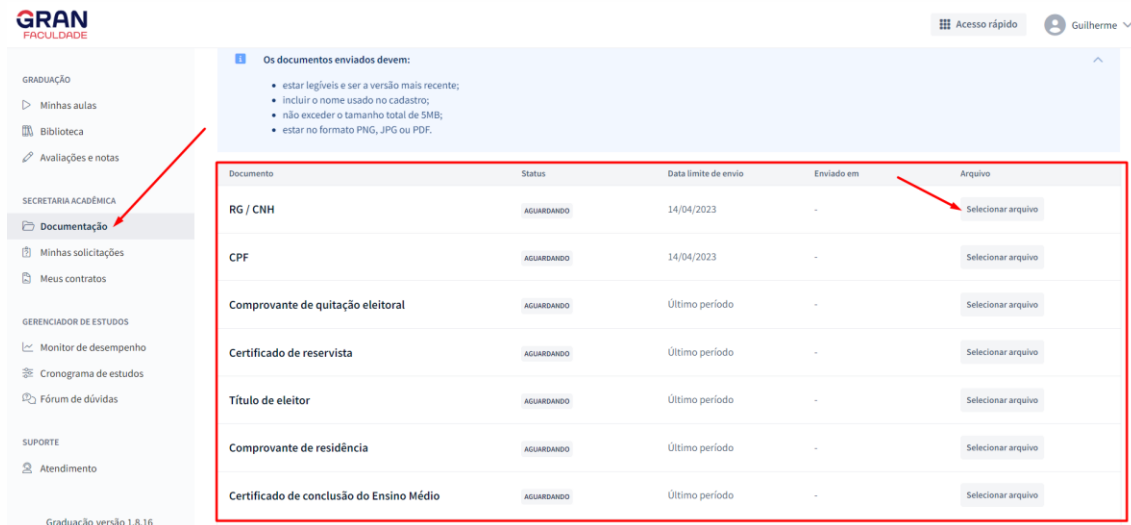 GRAN
FACULDADE
Acesso rápido
Guilherme
GRADUAÇÃO
Minhas aulas
Biblioteca
Avaliações e notas
SECRETARIA ACADÊMICA
Documentação
Minhas solicitações
Meus contratos
GERENCIADOR DE ESTUDOS
Monitor de desempenho
Cronograma de estudos
Fórum de dúvidas
SUPORTE
Atendimento
Graduação versão 1.8.16
Os documentos enviados devem:
• estar legíveis e ser a versão mais recente;
• incluir o nome usado no cadastro;
• não exceder o tamanho total de 5MB;
• estar no formato PNG, JPG ou PDF.
Documento Status Data limite de envio Enviado em Arquivo
RG / CNH AGUARDANDO 14/04/2023 - Selecionar arquivo
CPF AGUARDANDO 14/04/2023 - Selecionar arquivo
Comprovante de quitação eleitoral AGUARDANDO Último período - Selecionar arquivo
Certificado de reservista AGUARDANDO Último período - Selecionar arquivo
Título de eleitor AGUARDANDO Último período - Selecionar arquivo
Comprovante de residência AGUARDANDO Último período - Selecionar arquivo
Certificado de conclusão do Ensino Médio AGUARDANDO Último período - Selecionar arquivo